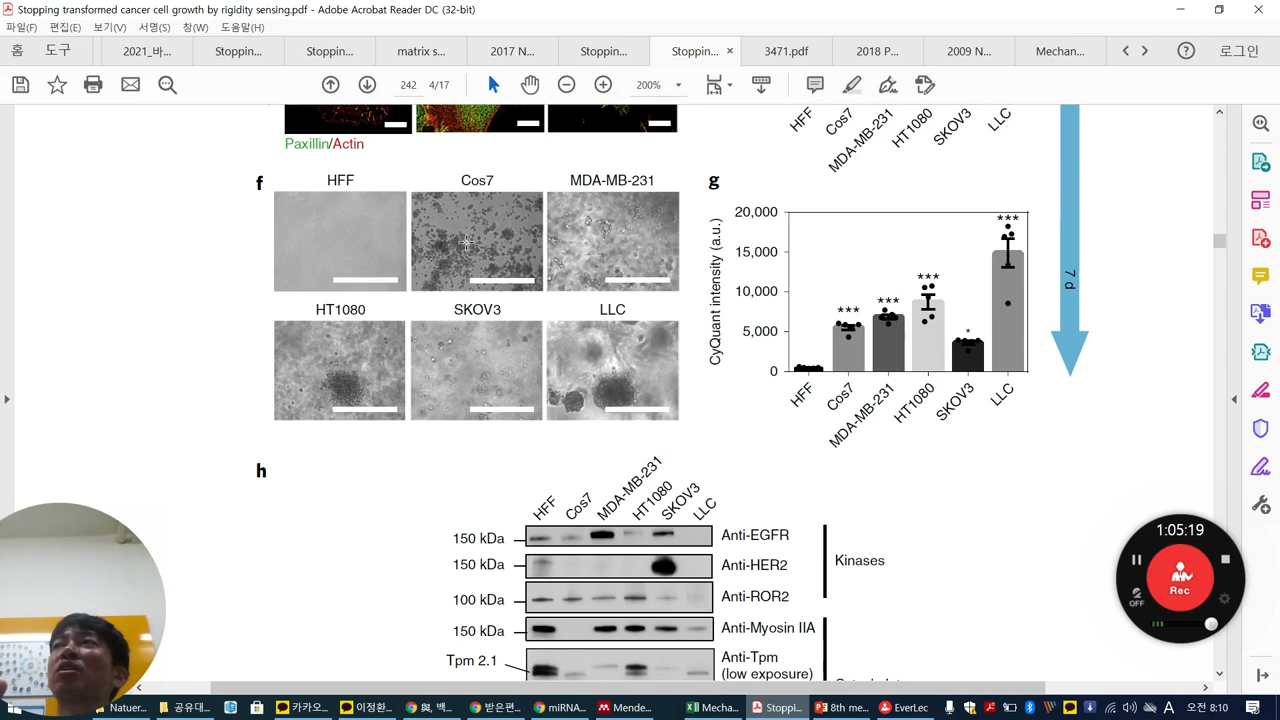 Stopping transformed cancer cell growth by rigidity sensing.pdf - Adobe Acrobat Reader DC (32-bit)
파일(F) 편집(E) 보기(V) 서명(S) 창(W) 도움말(H)
홈 도구 2021_바... Stoppin... Stoppin... matrix s... 2017 N... Stoppin... Stoppin... × 3471.pdf 2018 P... 2009 N... Mechan... 로그인
242 4/17 200%
Paxillin/Actin
HFF Cos7 MDA-MB-231 HT1080 SKOV3 LLC
f
HFF Cos7 MDA-MB-231
HT1080 SKOV3 LLC
g
CyQuant intensity (a.u.)
20,000
15,000
10,000
5,000
0
***
***
***
*
***
HFF Cos7 MDA-MB-231 HT1080 SKOV3 LLC
7 d
h
HFF Cos7 MDA-MB-231 HT1080 SKOV3 LLC
150 kDa Anti-EGFR
150 kDa Anti-HER2
Kinases
100 kDa Anti-ROR2
150 kDa Anti-Myosin IIA
Tpm 2.1 Anti-Tpm
(low exposure)
1:05:19
Rec
OFF
Natuer... 공유대... 카카오... 이정환... 與, 백... 받은편... miRNA... Mende... Mecha... Stoppi... 8th me... EverLec A 오후 8:10